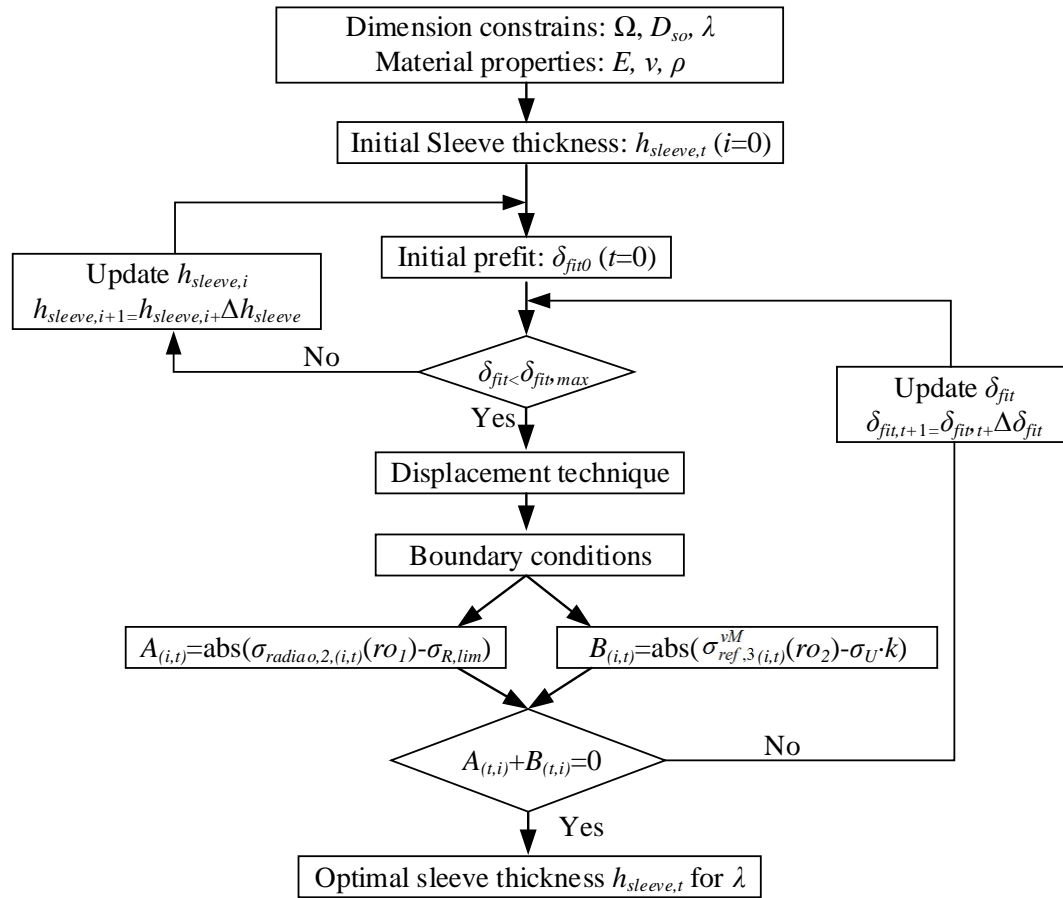 Dimension constrains: Ω, D_so, λ
Material properties: E, v, ρ
Initial Sleeve thickness: h_sleeve,t (i=0)
Initial prefit: δ_fit0 (t=0)
Update h_sleeve,i
h_sleeve,i+1=h_sleeve,i+Δh_sleeve
No
δ_fit<δ_fit,max
Yes
Update δ_fit
δ_fit,t+1=δ_fit,t+Δδ_fit
Displacement technique
Boundary conditions
A_(i,t)=abs(σ_radiao,2,(i,t)(ro_1)-σ_R,lim)
B_(i,t)=abs(σ^vM_ref,3(i,t)(ro_2)-σ_U·k)
A_(t,i)+B_(t,i)=0
No
Yes
Optimal sleeve thickness h_sleeve,t for λ